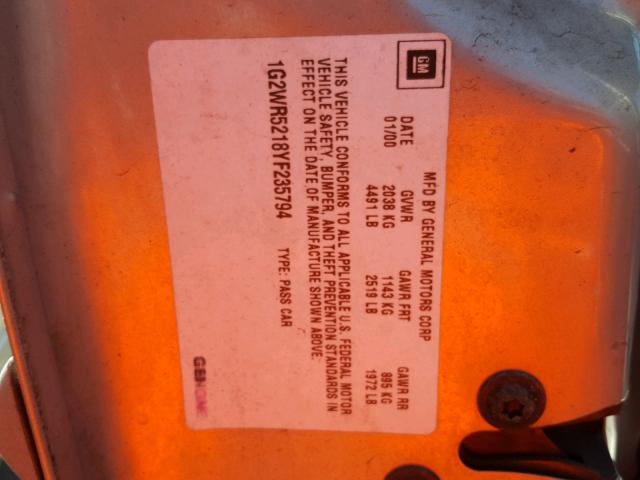 GM
MFD BY GENERAL MOTORS CORP
DATE GVWR GAWR FRT GAWR RR
01/00 2038 KG 1143 KG 895 KG
4491 LB 2519 LB 1972 LB
THIS VEHICLE CONFORMS TO ALL APPLICABLE U.S. FEDERAL MOTOR
VEHICLE SAFETY, BUMPER, AND THEFT PREVENTION STANDARDS IN
EFFECT ON THE DATE OF MANUFACTURE SHOWN ABOVE.
1G2WR5218YF235794 TYPE: PASS CAR